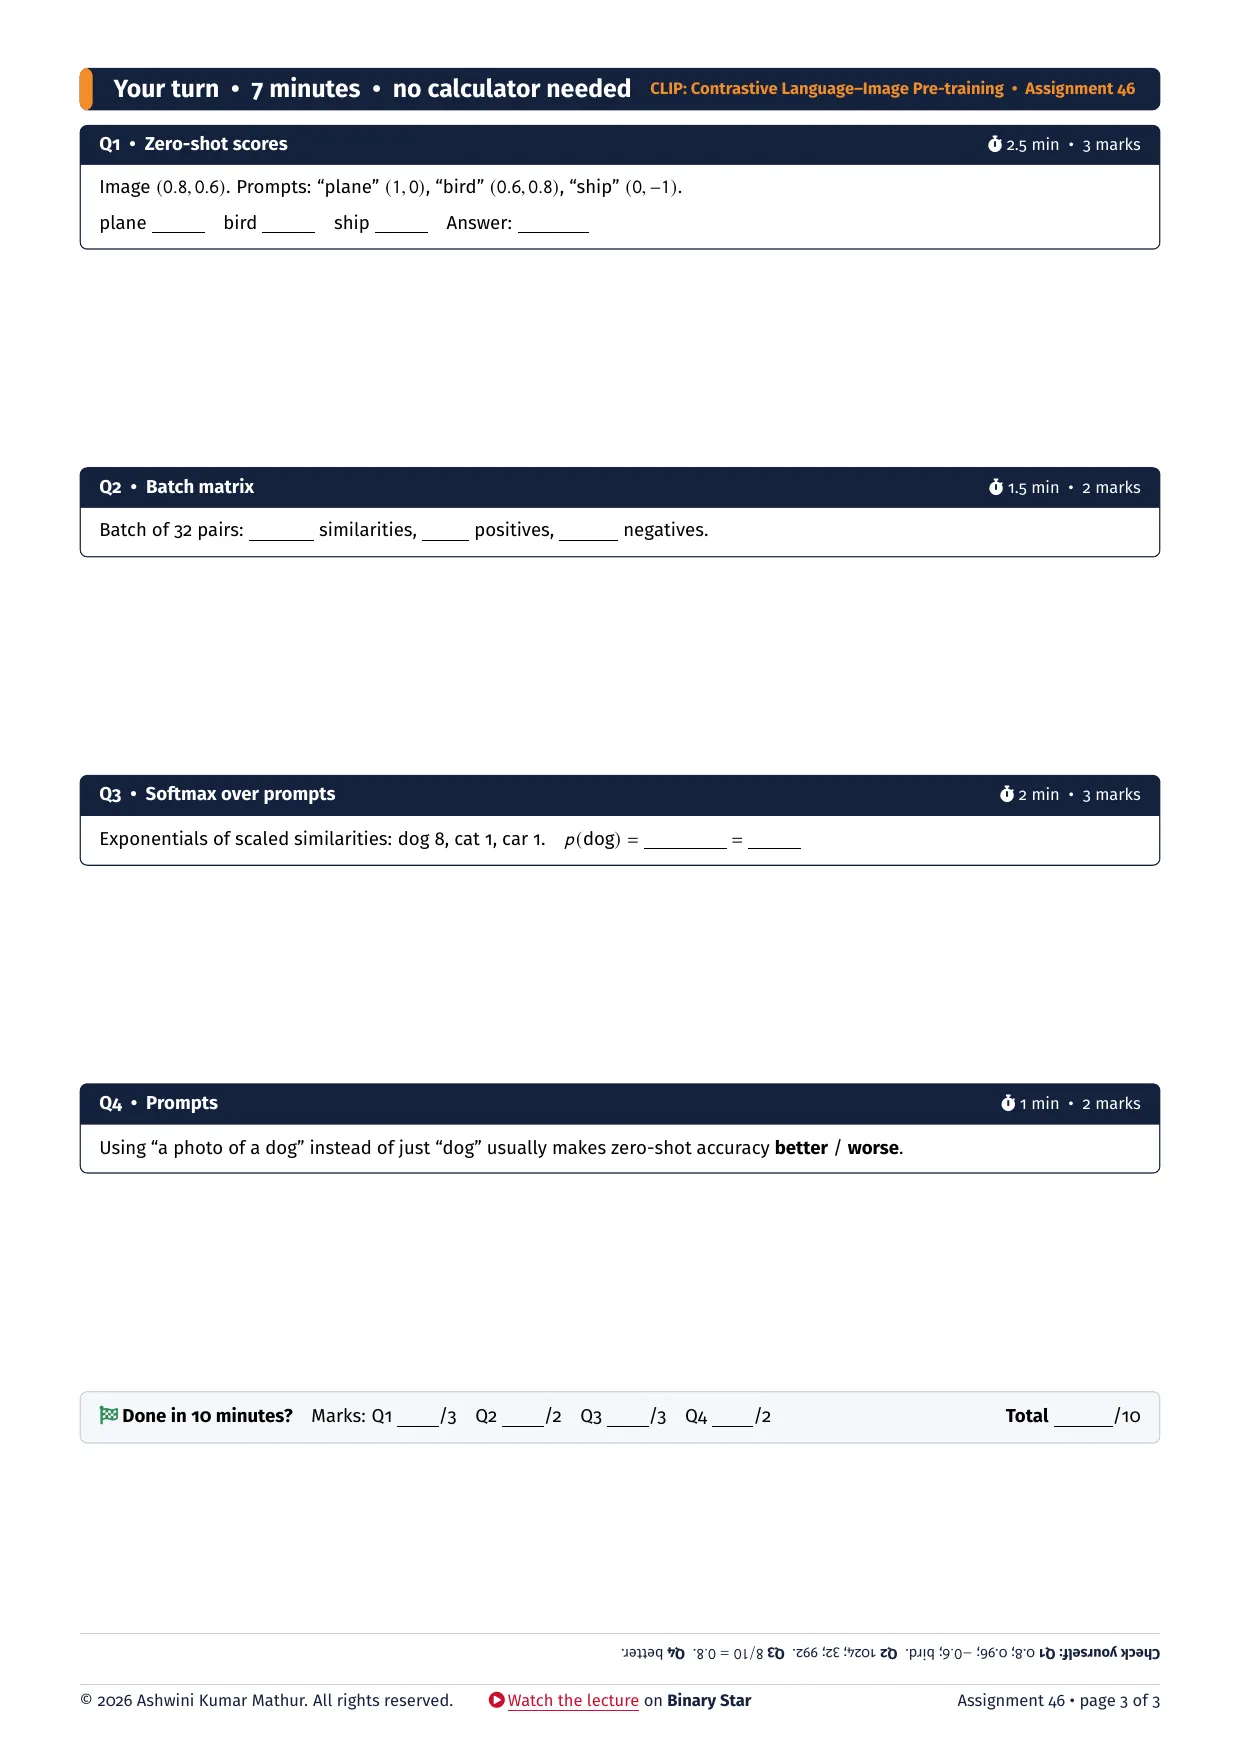 Your turn • 7 minutes • no calculator needed CLIP: Contrastive Language–Image Pre-training • Assignment 46
Q1 • Zero-shot scores 2.5 min • 3 marks
Image (0.8, 0.6). Prompts: “plane” (1, 0), “bird” (0.6, 0.8), “ship” (0, −1).
plane _____ bird _____ ship _____ Answer: _______
Q2 • Batch matrix 1.5 min • 2 marks
Batch of 32 pairs: ______ similarities, ____ positives, _____ negatives.
Q3 • Softmax over prompts 2 min • 3 marks
Exponentials of scaled similarities: dog 8, cat 1, car 1. p(dog) = ________ = _____
Q4 • Prompts 1 min • 2 marks
Using “a photo of a dog” instead of just “dog” usually makes zero-shot accuracy better / worse.
Done in 10 minutes? Marks: Q1 ____/3 Q2 ____/2 Q3 ____/3 Q4 ____/2 Total ______/10
Check yourself: Q1 0.8; 0.96; −0.6; bird. Q2 1024; 32; 992. Q3 8/10 = 0.8. Q4 better.
© 2026 Ashwini Kumar Mathur. All rights reserved. Watch the lecture on Binary Star Assignment 46 • page 3 of 3